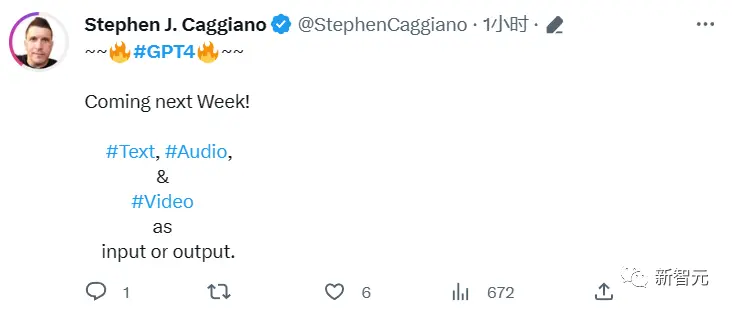 Stephen J. Caggiano @StephenCaggiano · 1小时 ·
~~🔥#GPT4🔥~~
Coming next Week!
#Text, #Audio,
&
#Video
as
input or output.
1 6 672
新智元